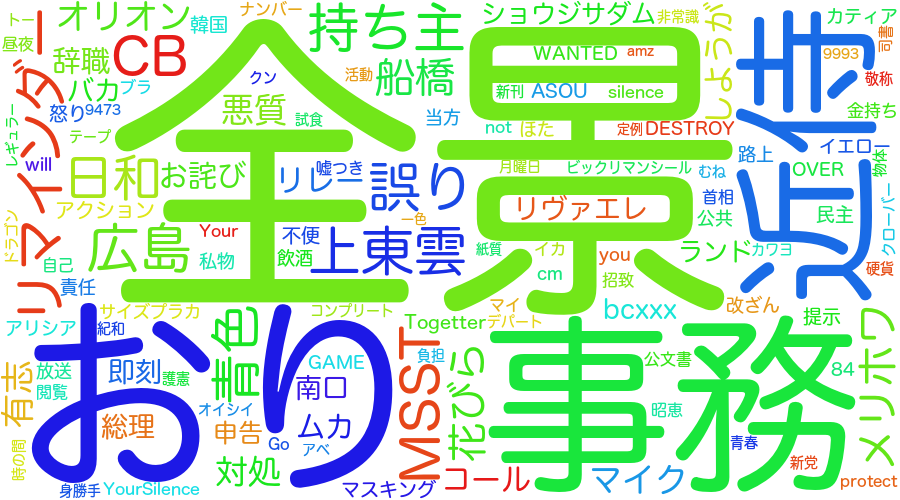 オリオン
ナンバー
韓国
トー
昼夜
辞職
CB
バカ
ブラ
怒り
9473
レギュラー
テープ
will
リマインダー
日和
お詫び
アクション
広島
Your
自己
私物
責任
ドラゴン
全景
クン
悪質
活動
試食
嘘つき
リレー
誤り
不便
飲酒
上東雲
一色
持ち主
船橋
当方
ショウジサダム
非常識
WANTED
amz
新刊
ASOU
silence
not
ぼた
定例
DESTROY
月曜日
ビックリマンシール
むね
しょうが
路上
首相
公共
リヴァエレ
ランド
you
イカ
紙質
cm
招致
bcxxx
近侍
カティア
司書
9993
敬称
金持ち
イエロー
OVER
物体
民主
クローバー
カワヨ
硬貨
改ざん
提示
サイズプラカ
コンプリート
アリシア
紀和
放送
閲覧
即刻
護憲
有志
総理
オイシイ
申告
時の間
身勝手
YourSilence
対処
Go
アベ
おり
青色
GAME
南口
ムカ
マスキング
MSST
Togetter
マイ
デパート
負担
花びら
コール
事務
マイク
公文書
昭恵
84
青春
新党
メリホワ
protect